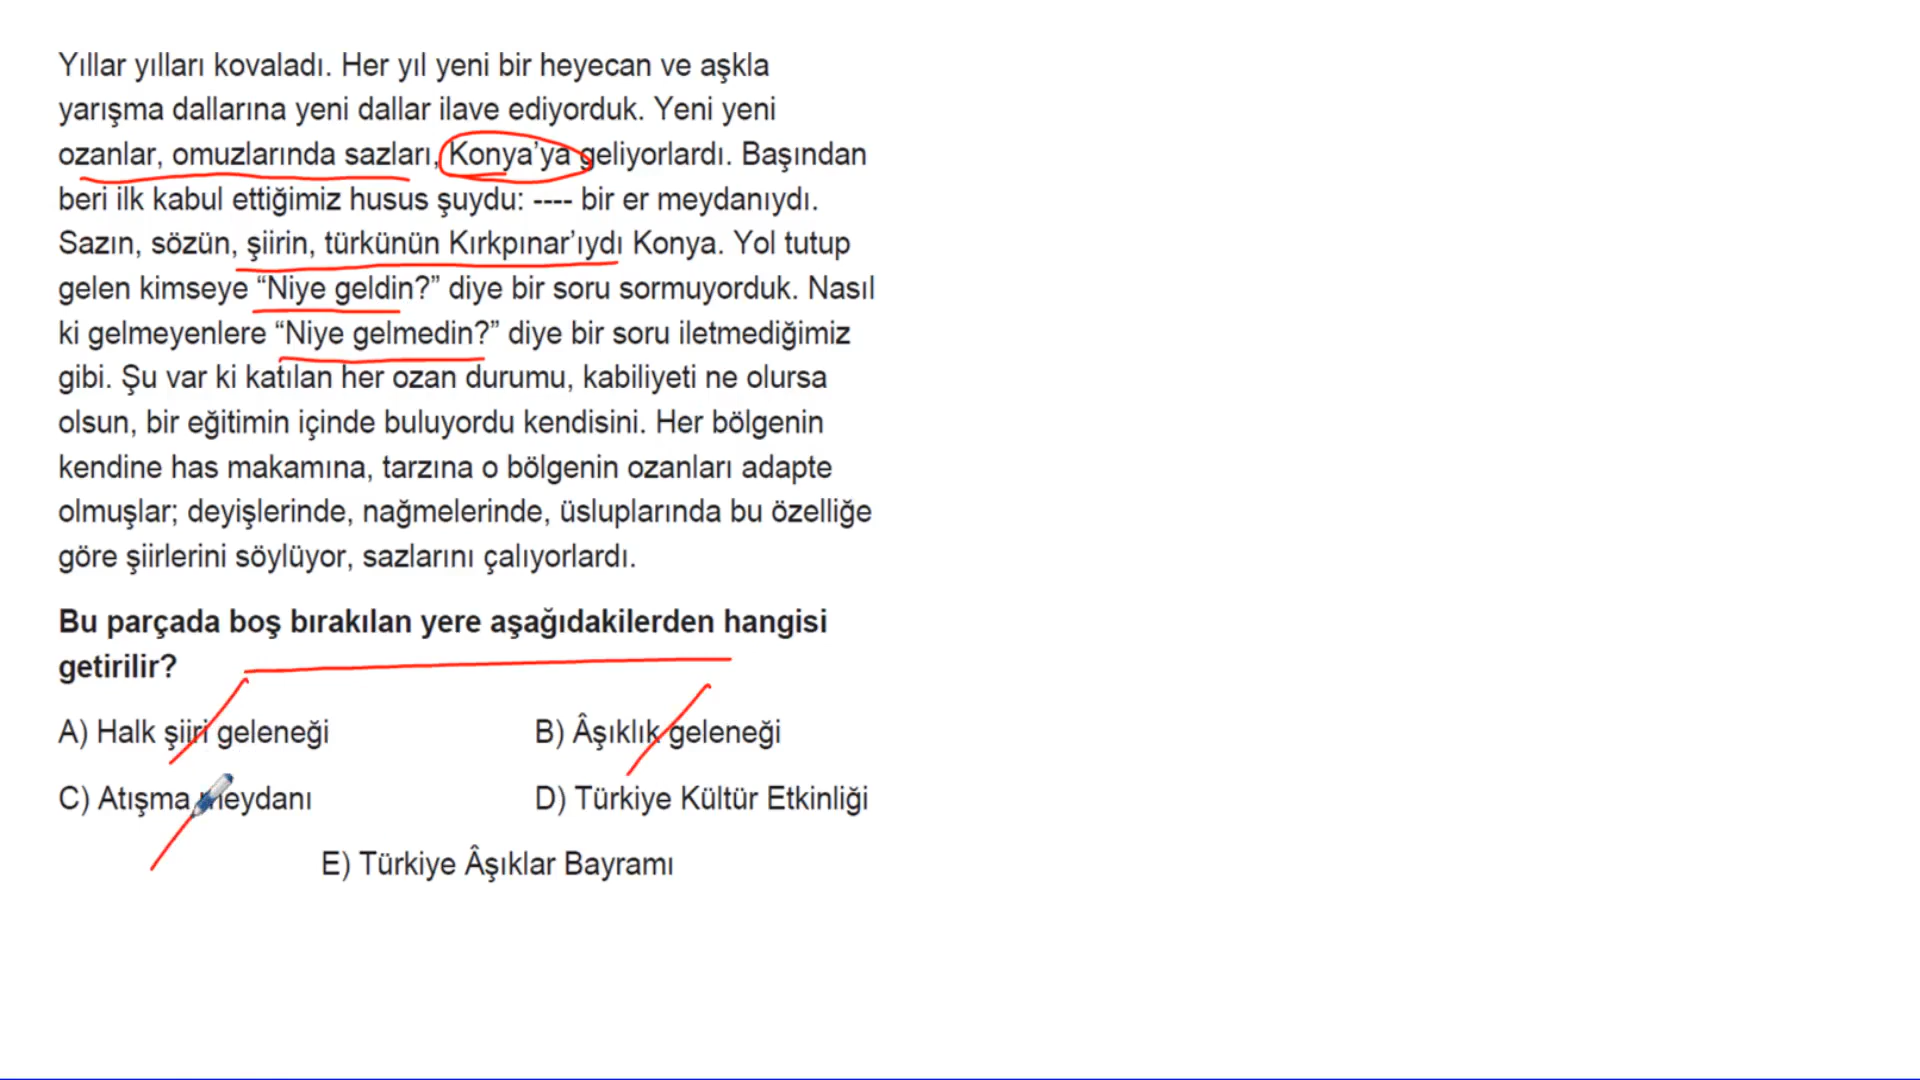 Yıllar yılları kovaladı. Her yıl yeni bir heyecan ve aşkla
yarışma dallarına yeni dallar ilave ediyorduk. Yeni yeni
ozanlar, omuzlarında sazları, Konya’ya geliyorlardı. Başından
beri ilk kabul ettiğimiz husus şuydu: ---- bir er meydanıydı.
Sazın, sözün, şiirin, türkünün Kırkpınar’ıydı Konya. Yol tutup
gelen kimseye “Niye geldin?” diye bir soru sormuyorduk. Nasıl
ki gelmeyenlere “Niye gelmedin?” diye bir soru iletmediğimiz
gibi. Şu var ki katılan her ozan durumu, kabiliyeti ne olursa
olsun, bir eğitimin içinde buluyordu kendisini. Her bölgenin
kendine has makamına, tarzına o bölgenin ozanları adapte
olmuşlar; deyişlerinde, nağmelerinde, üsluplarında bu özelliğe
göre şiirlerini söylüyor, sazlarını çalıyorlardı.
Bu parçada boş bırakılan yere aşağıdakilerden hangisi
getirilir?
A) Halk şiiri geleneği
B) Âşıklık geleneği
C) Atışma meydanı
D) Türkiye Kültür Etkinliği
E) Türkiye Âşıklar Bayramı